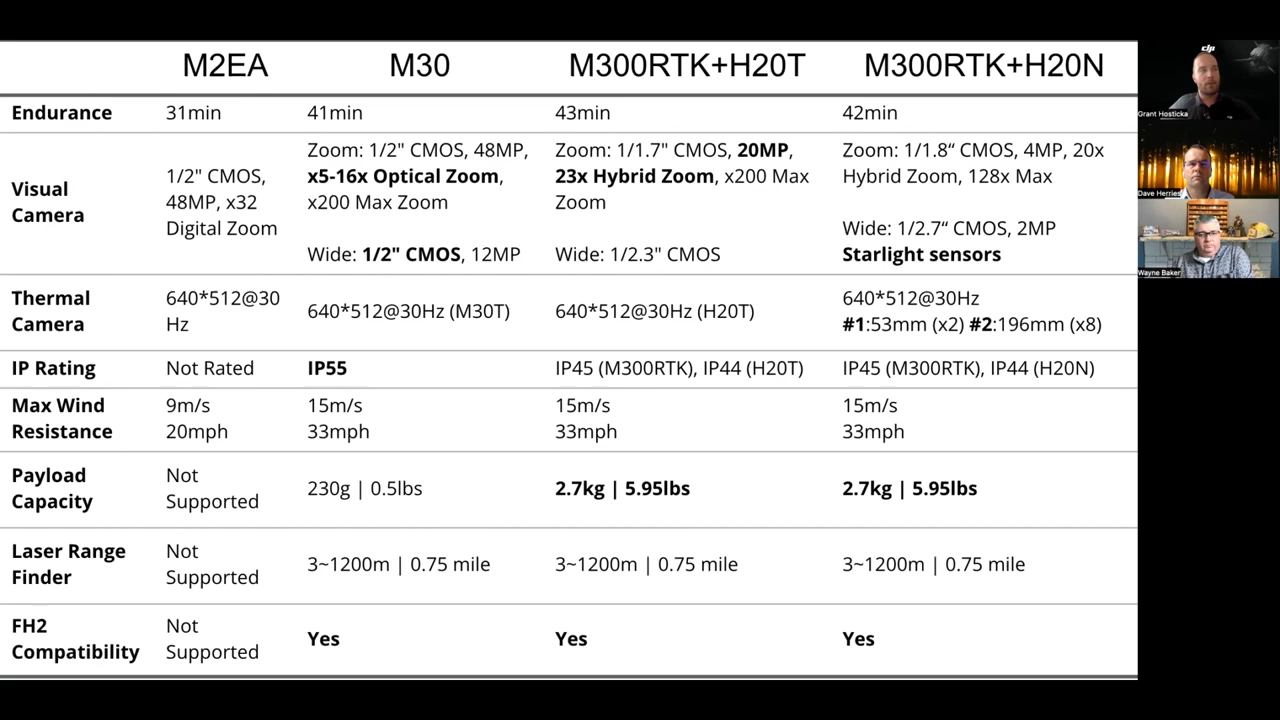 M2EA M30 M300RTK+H20T M300RTK+H20N
Endurance 31min 41min 43min 42min
Visual Camera
1/2" CMOS,
48MP, x32
Digital Zoom
Zoom: 1/2" CMOS, 48MP,
x5-16x Optical Zoom,
x200 Max Zoom
Wide: 1/2" CMOS, 12MP
Zoom: 1/1.7" CMOS, 20MP,
23x Hybrid Zoom, x200 Max
Zoom
Wide: 1/2.3" CMOS
Zoom: 1/1.8“ CMOS, 4MP, 20x
Hybrid Zoom, 128x Max
Wide: 1/2.7“ CMOS, 2MP
Starlight sensors
Thermal
Camera
640*512@30
Hz
640*512@30Hz (M30T)
640*512@30Hz (H20T)
640*512@30Hz
#1:53mm (x2) #2:196mm (x8)
IP Rating Not Rated IP55 IP45 (M300RTK), IP44 (H20T) IP45 (M300RTK), IP44 (H20N)
Max Wind
Resistance
9m/s
20mph
15m/s
33mph
15m/s
33mph
15m/s
33mph
Payload
Capacity
Not
Supported
230g | 0.5lbs
2.7kg | 5.95lbs
2.7kg | 5.95lbs
Laser Range
Finder
Not
Supported
3~1200m | 0.75 mile
3~1200m | 0.75 mile
3~1200m | 0.75 mile
FH2
Compatibility
Not
Supported
Yes
Yes
Yes
dji
Grant Hosticka
Dave Herries
Wayne Baker